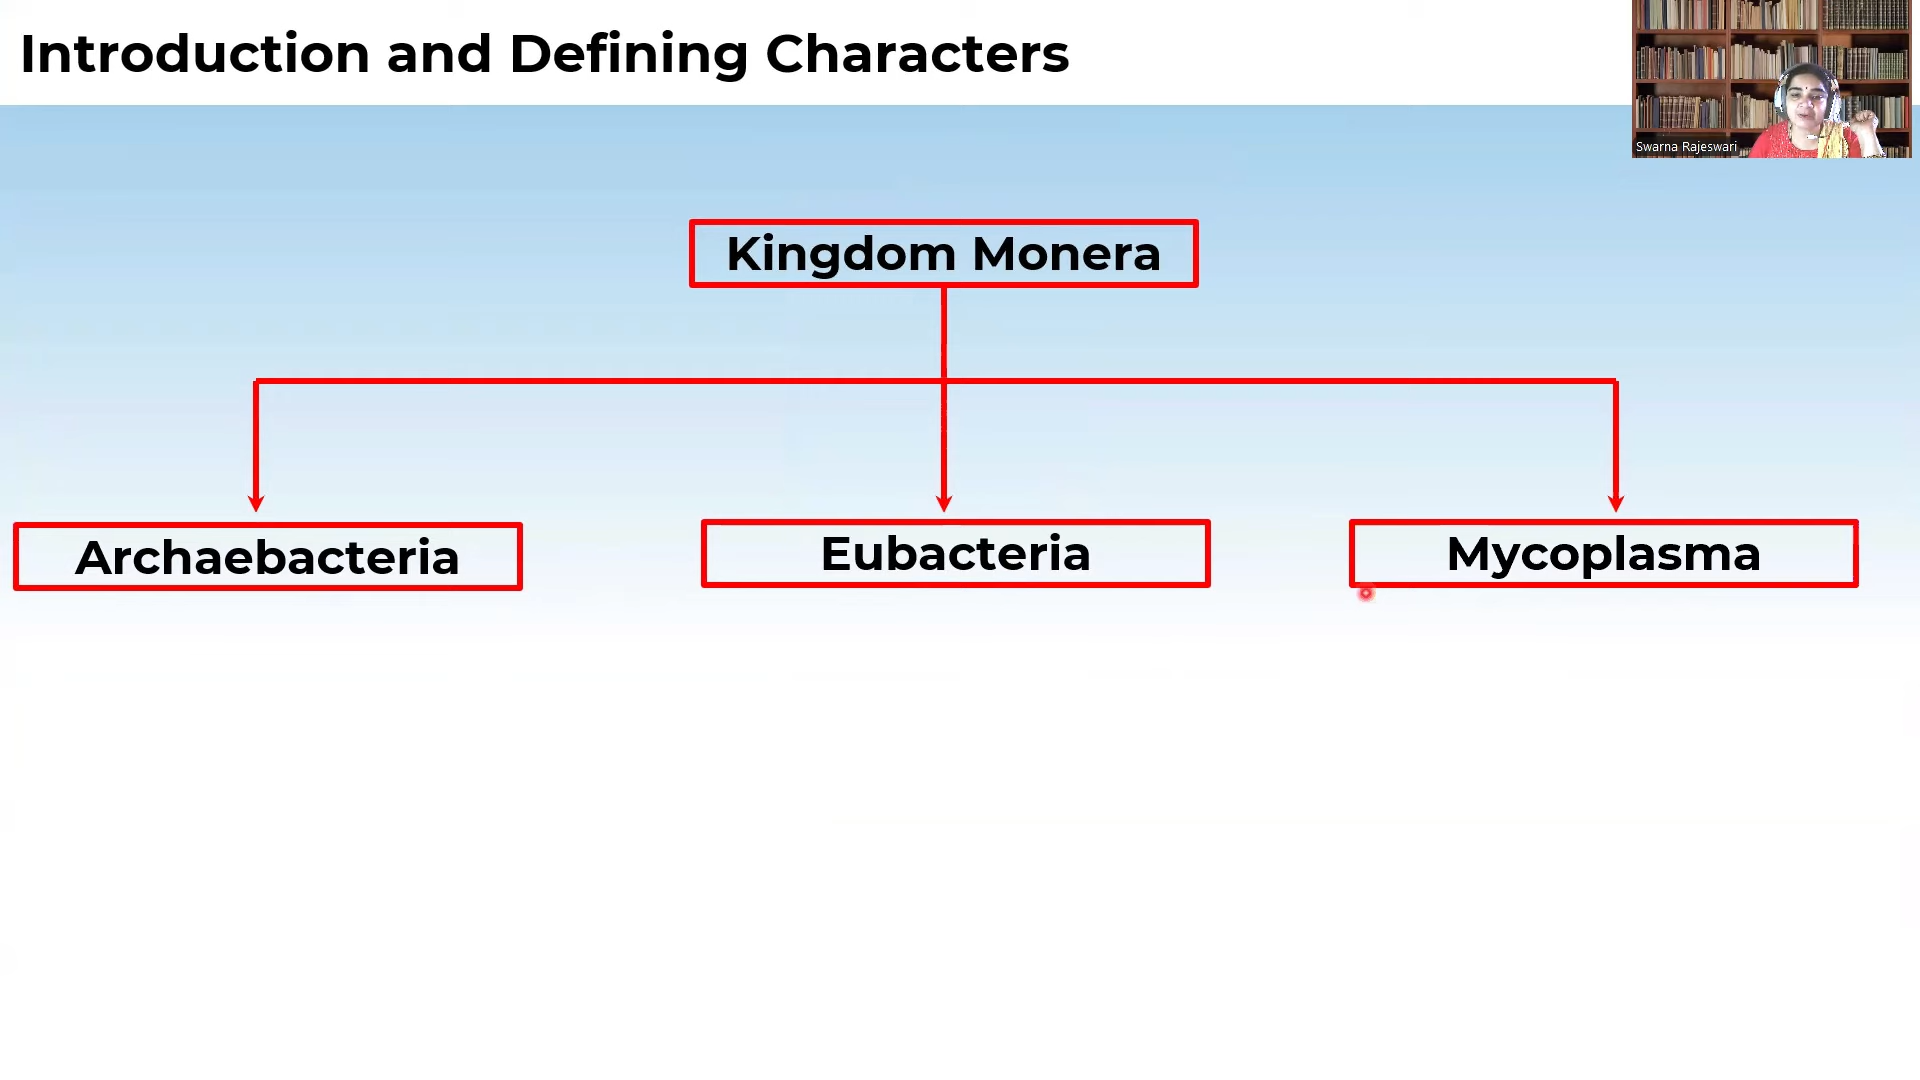 Introduction and Defining Characters
Swarna Rajeswari
Kingdom Monera
Archaebacteria
Eubacteria
Mycoplasma